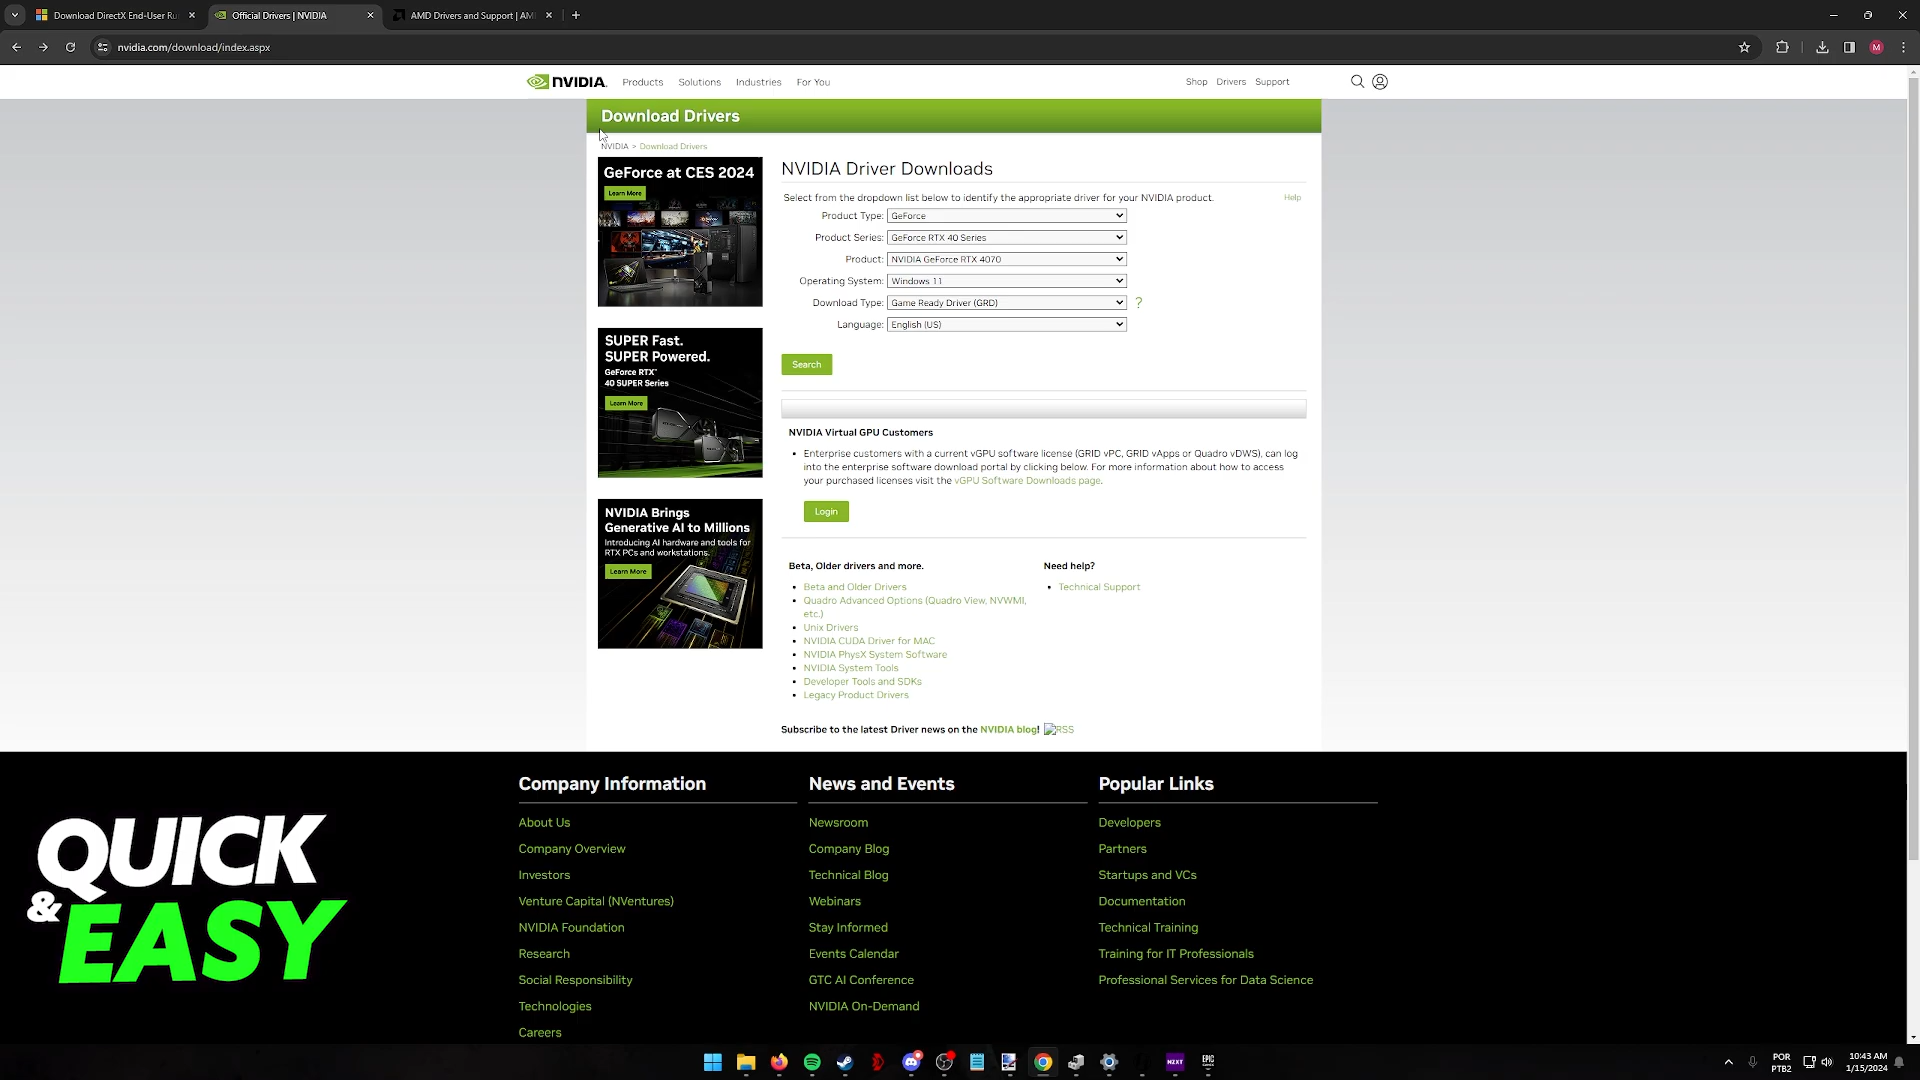 Download DirectX End-User Ru
Official Drivers | NVIDIA
AMD Drivers and Support | AM
nvidia.com/download/index.aspx
M
NVIDIA.
Products
Solutions
Industries
For You
Shop
Drivers
Support
Download Drivers
NVIDIA > Download Drivers
GeForce at CES 2024
Learn More
SUPER Fast.
SUPER Powered.
GeForce RTX™
40 SUPER Series
Learn More
NVIDIA Brings
Generative AI to Millions
Introducing AI hardware and tools for
RTX PCs and workstations.
Learn More
NVIDIA Driver Downloads
Select from the dropdown list below to identify the appropriate driver for your NVIDIA product.
Help
Product Type: GeForce
Product Series: GeForce RTX 40 Series
Product: NVIDIA GeForce RTX 4070
Operating System: Windows 11
Download Type: Game Ready Driver (GRD) ?
Language: English (US)
Search
NVIDIA Virtual GPU Customers
Enterprise customers with a current vGPU software license (GRID vPC, GRID vApps or Quadro vDWS), can log
into the enterprise software download portal by clicking below. For more information about how to access
your purchased licenses visit the vGPU Software Downloads page.
Login
Beta, Older drivers and more.
Beta and Older Drivers
Quadro Advanced Options (Quadro View, NVWMI,
etc.)
Unix Drivers
NVIDIA CUDA Driver for MAC
NVIDIA PhysX System Software
NVIDIA System Tools
Developer Tools and SDKs
Legacy Product Drivers
Need help?
Technical Support
Subscribe to the latest Driver news on the NVIDIA blog! RSS
QUICK
&EASY
Company Information
About Us
Company Overview
Investors
Venture Capital (NVentures)
NVIDIA Foundation
Research
Social Responsibility
Technologies
Careers
News and Events
Newsroom
Company Blog
Technical Blog
Webinars
Stay Informed
Events Calendar
GTC AI Conference
NVIDIA On-Demand
Popular Links
Developers
Partners
Startups and VCs
Documentation
Technical Training
Training for IT Professionals
Professional Services for Data Science
NZXT
EPIC
POR
PTB2
10:43 AM
1/15/2024